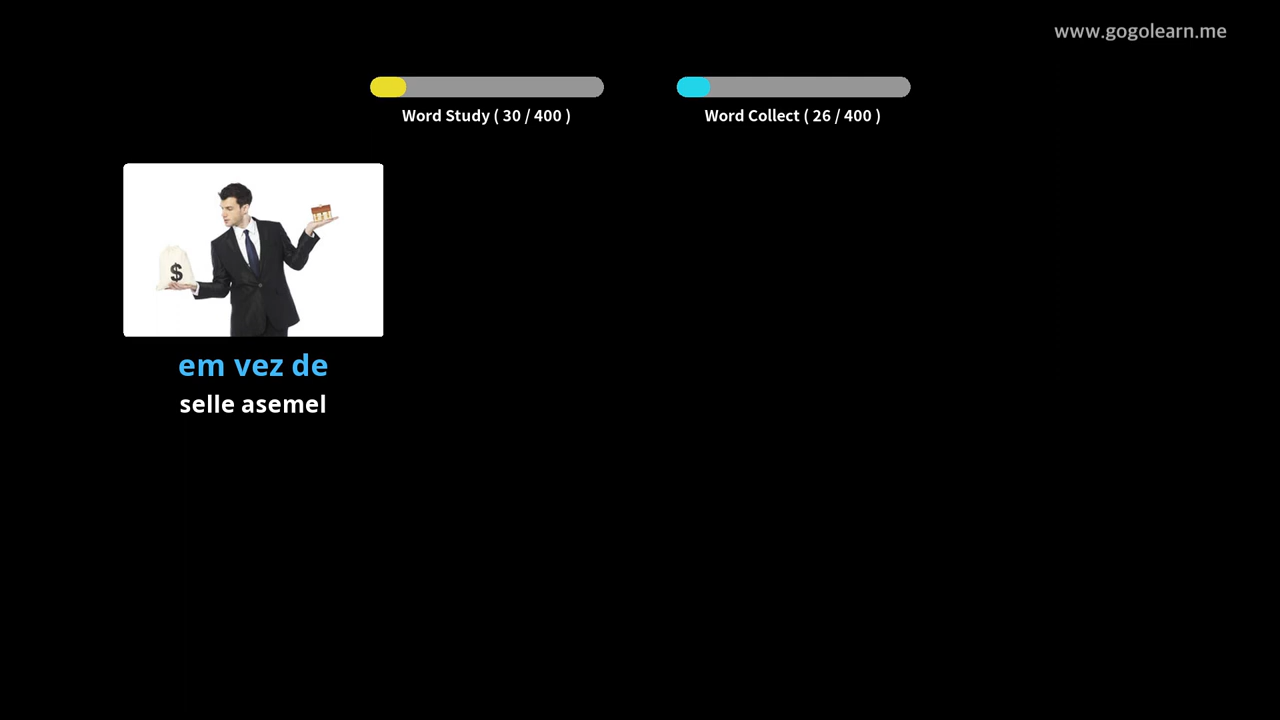 www.gogolearn.me
Word Study ( 30 / 400 )
Word Collect ( 26 / 400 )
$
em vez de
selle asemel